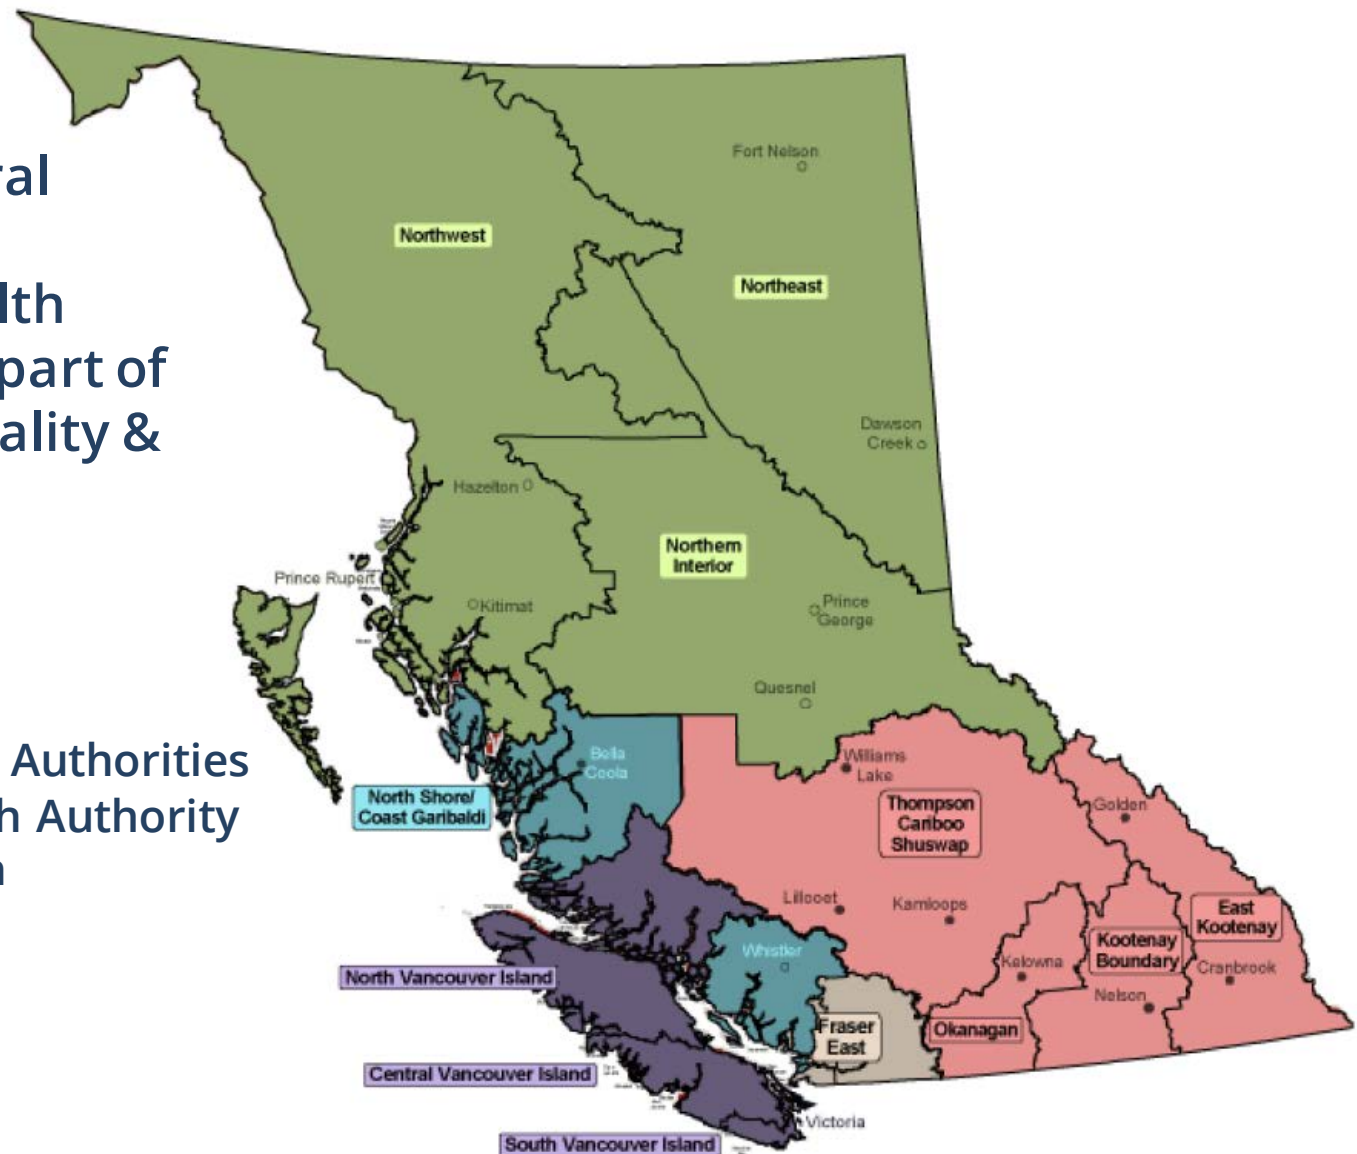 ral
lth
part of
ality &
Authorities
h Authority
n
Fort Nelson
Northwest
Northeast
Dawson
Creek
Hazelton
Northern
Interior
Prince Rupert
Kitimat
Prince
George
Quesnel
Bella
Coola
Williams
Lake
North Shore/
Coast Garibaldi
Thompson
Cariboo
Shuswap
Golden
Lillooet
Kamloops
East
Kootenay
Kootenay
Boundary
Whistler
Kelowna
Cranbrook
North Vancouver Island
Nelson
Fraser
East
Okanagan
Central Vancouver Island
Victoria
South Vancouver Island